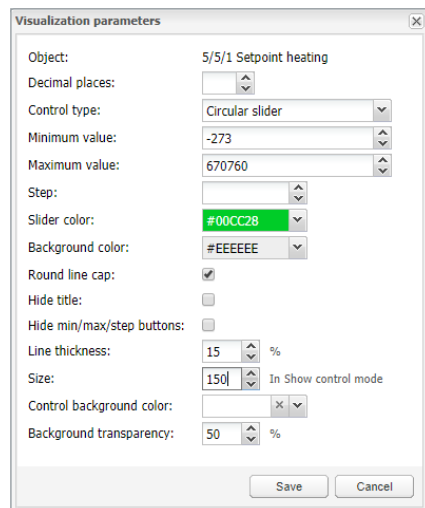 Visualization parameters
Object: 5/5/1 Setpoint heating
Decimal places:
Control type: Circular slider
Minimum value: -273
Maximum value: 670760
Step:
Slider color: #00CC28
Background color: #EEEEEE
Round line cap:
Hide title:
Hide min/max/step buttons:
Line thickness: 15 %
Size: 150 In Show control mode
Control background color:
Background transparency: 50 %
Save Cancel